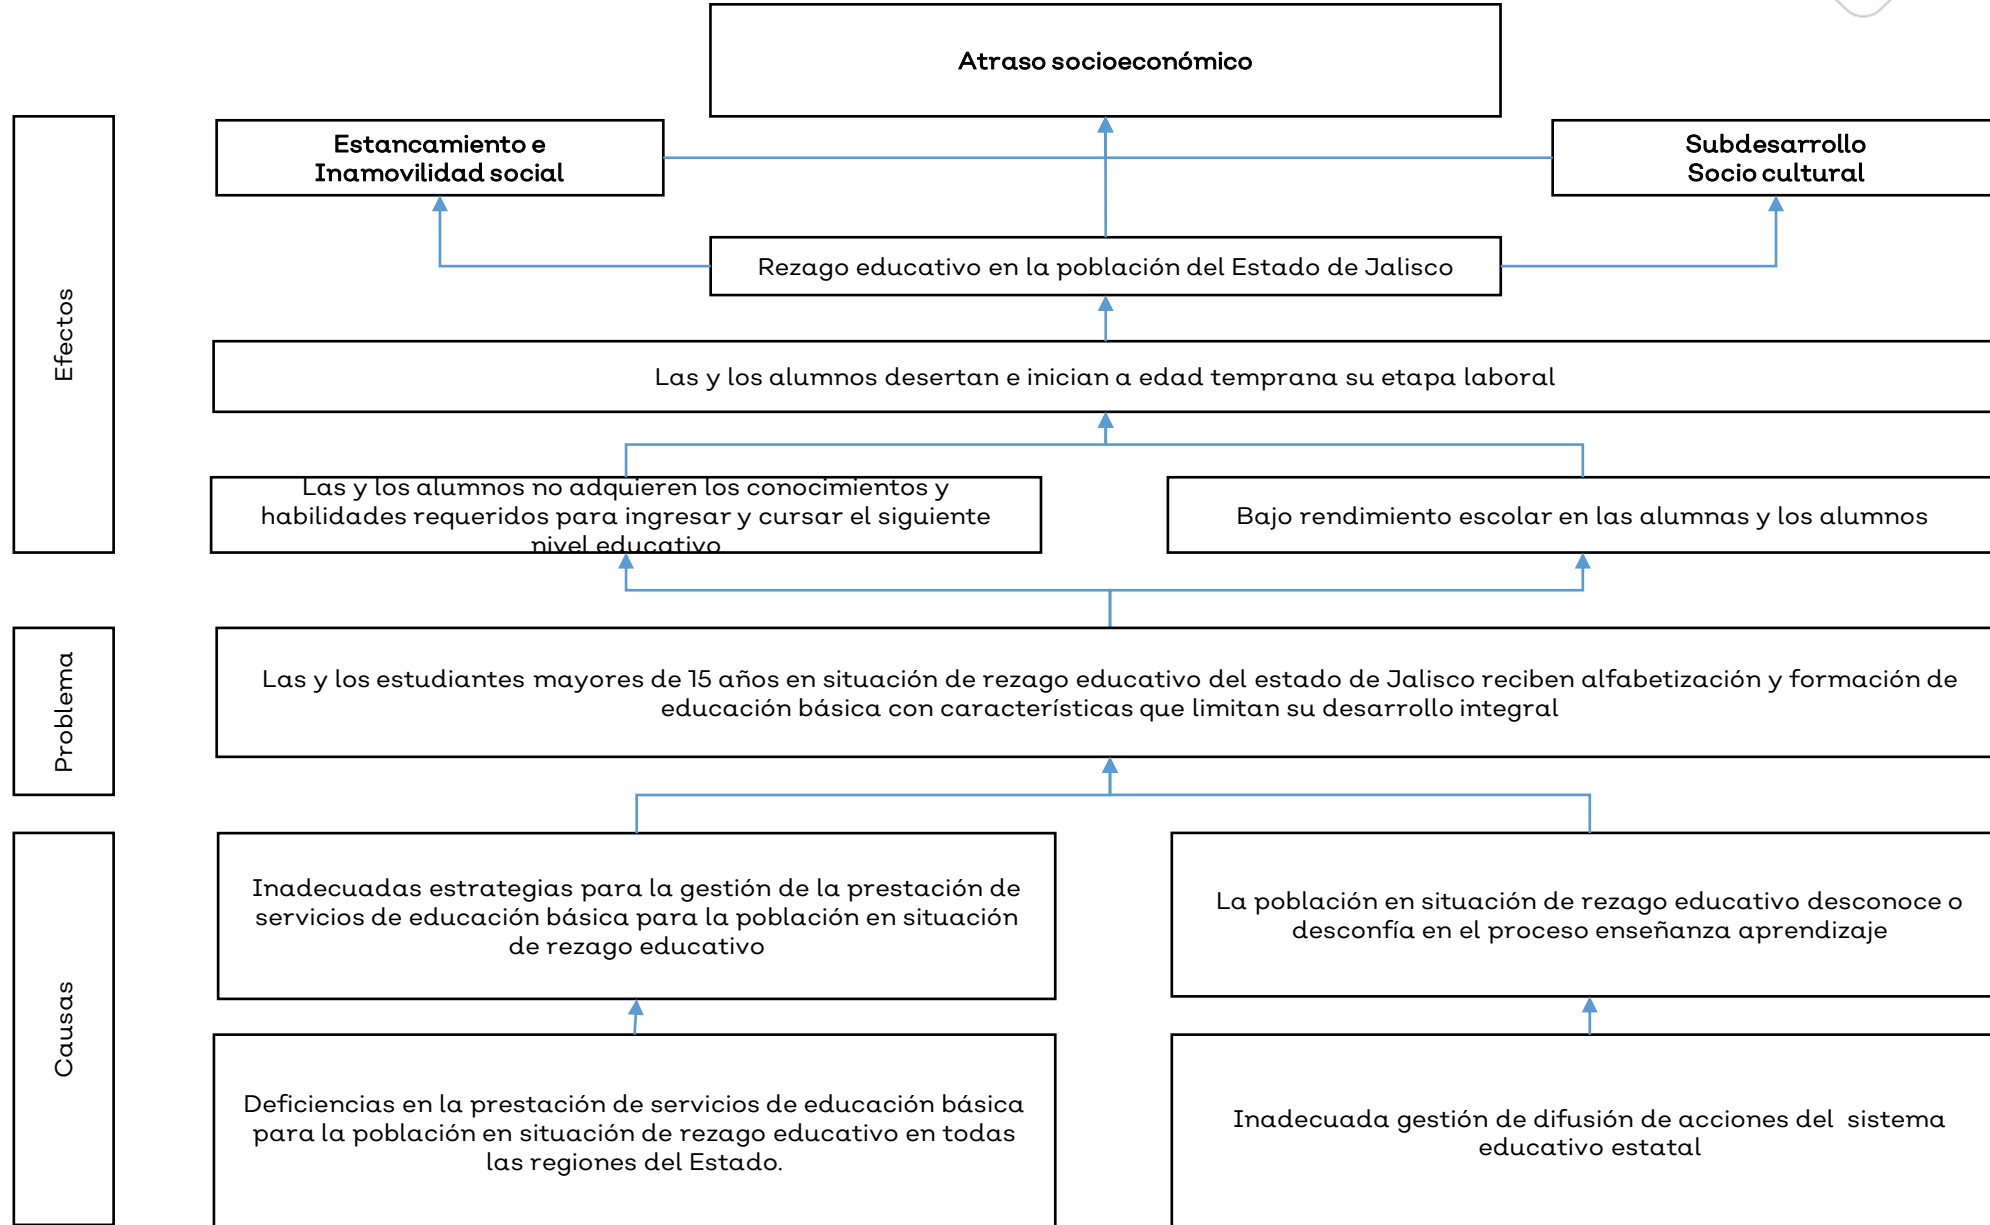 Atraso socioeconómico
Estancamiento e
Inamovilidad social
Subdesarrollo
Socio cultural
Rezago educativo en la población del Estado de Jalisco
Efectos
Las y los alumnos desertan e inician a edad temprana su etapa laboral
Las y los alumnos no adquieren los conocimientos y
habilidades requeridos para ingresar y cursar el siguiente
nivel educativo
Bajo rendimiento escolar en las alumnas y los alumnos
Problema
Las y los estudiantes mayores de 15 años en situación de rezago educativo del estado de Jalisco reciben alfabetización y formación de
educación básica con características que limitan su desarrollo integral
Causas
Inadecuadas estrategias para la gestión de la prestación de
servicios de educación básica para la población en situación
de rezago educativo
La población en situación de rezago educativo desconoce o
desconfía en el proceso enseñanza aprendizaje
Deficiencias en la prestación de servicios de educación básica
para la población en situación de rezago educativo en todas
las regiones del Estado.
Inadecuada gestión de difusión de acciones del  sistema
educativo estatal